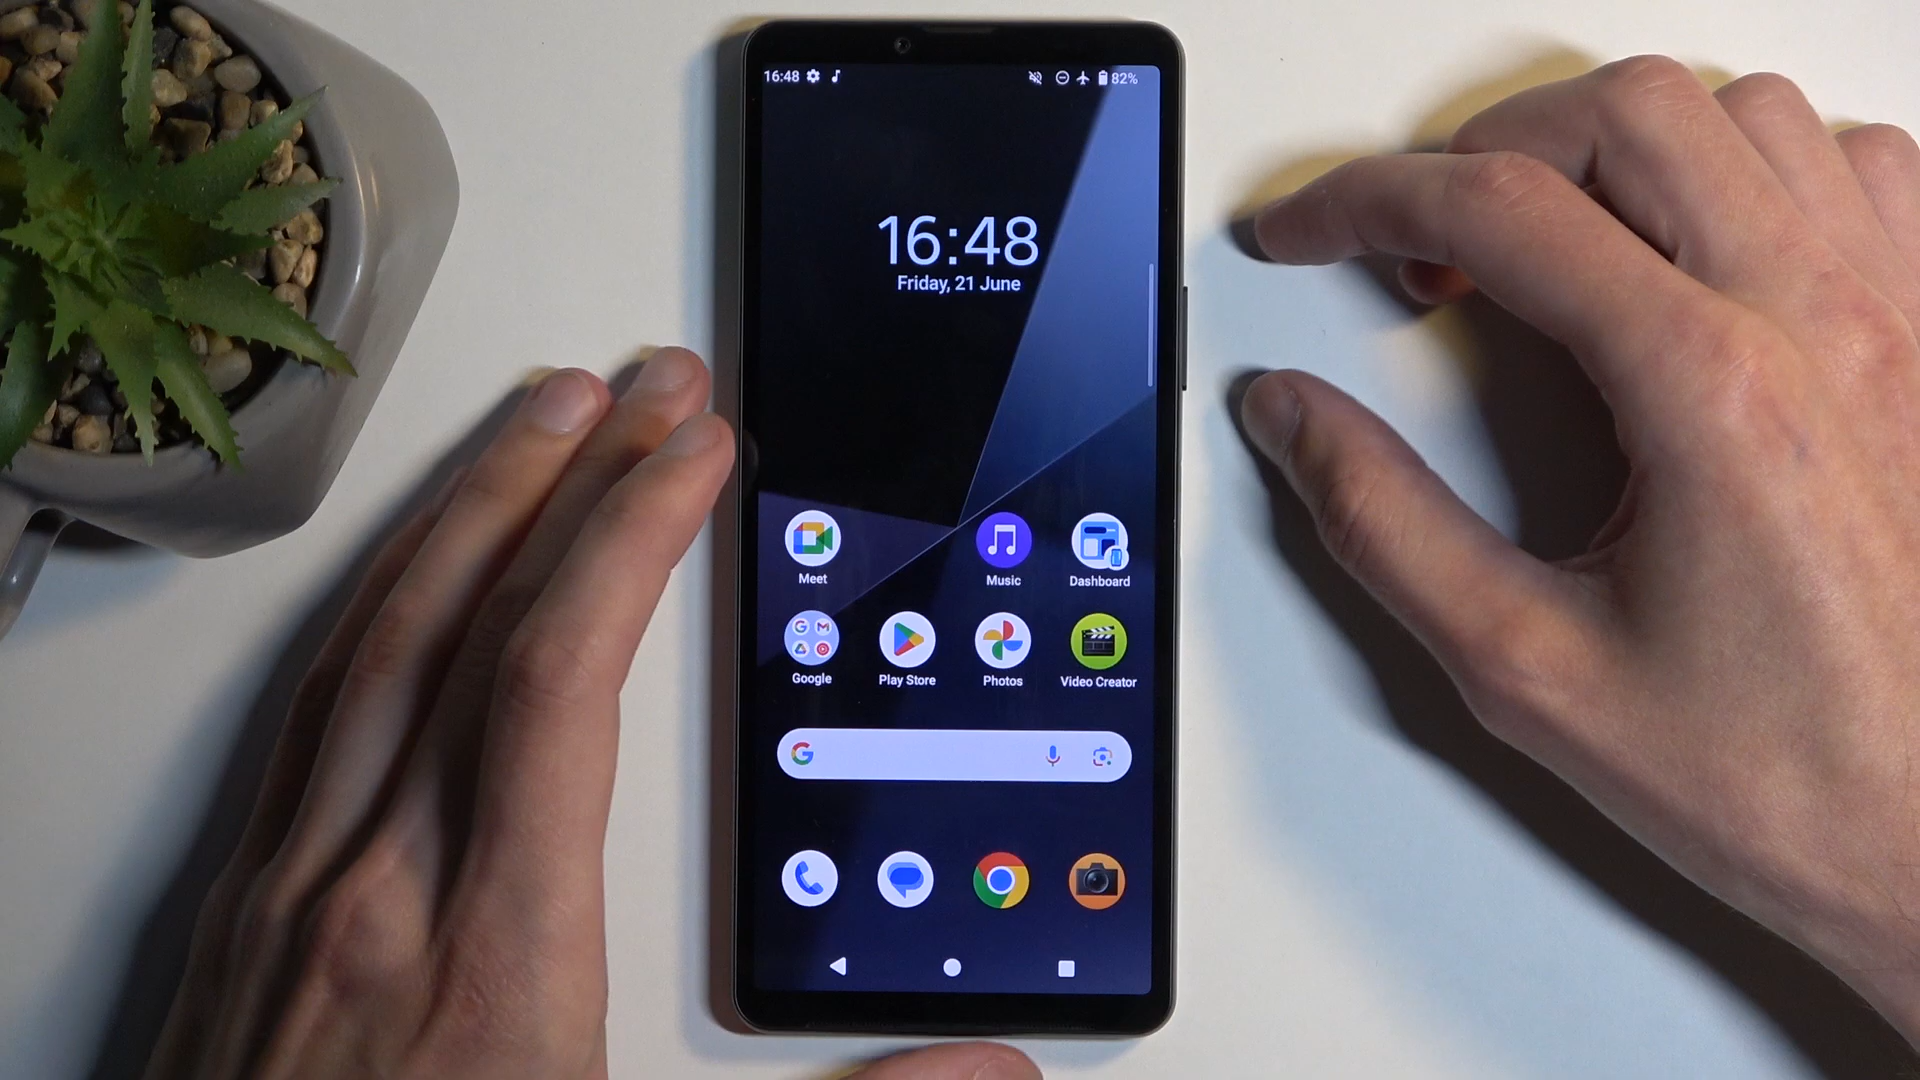 16:48 82%
16:48
Friday, 21 June
Meet Music Dashboard
Google Play Store Photos Video Creator